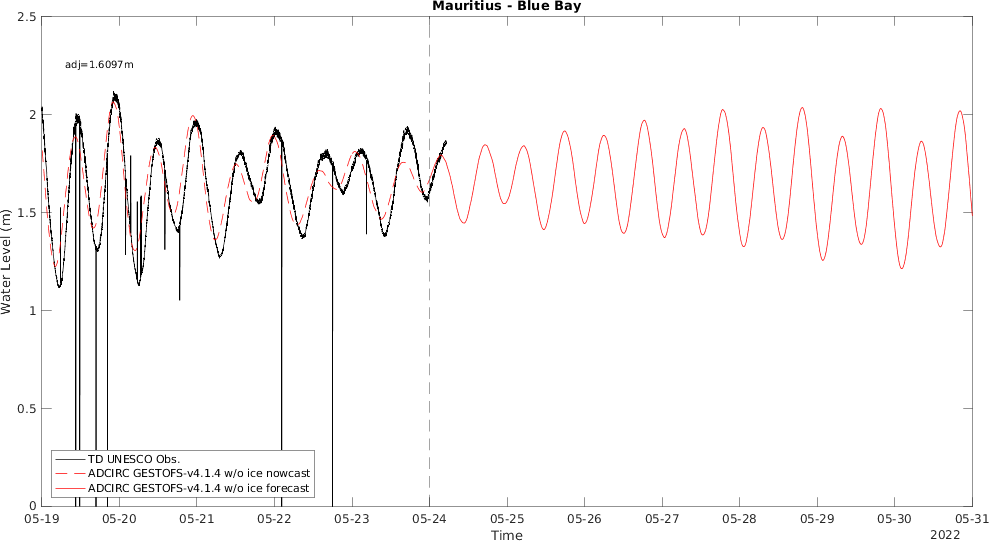 Mauritius - Blue Bay
2.5
adj=1.6097m
2
1.5
Water Level (m)
1
0.5
TD UNESCO Obs.
ADCIRC GESTOFS-v4.1.4 w/o ice nowcast
ADCIRC GESTOFS-v4.1.4 w/o ice forecast
0
05-19 05-20 05-21 05-22 05-23 05-24 05-25 05-26 05-27 05-28 05-29 05-30 05-31
Time
2022